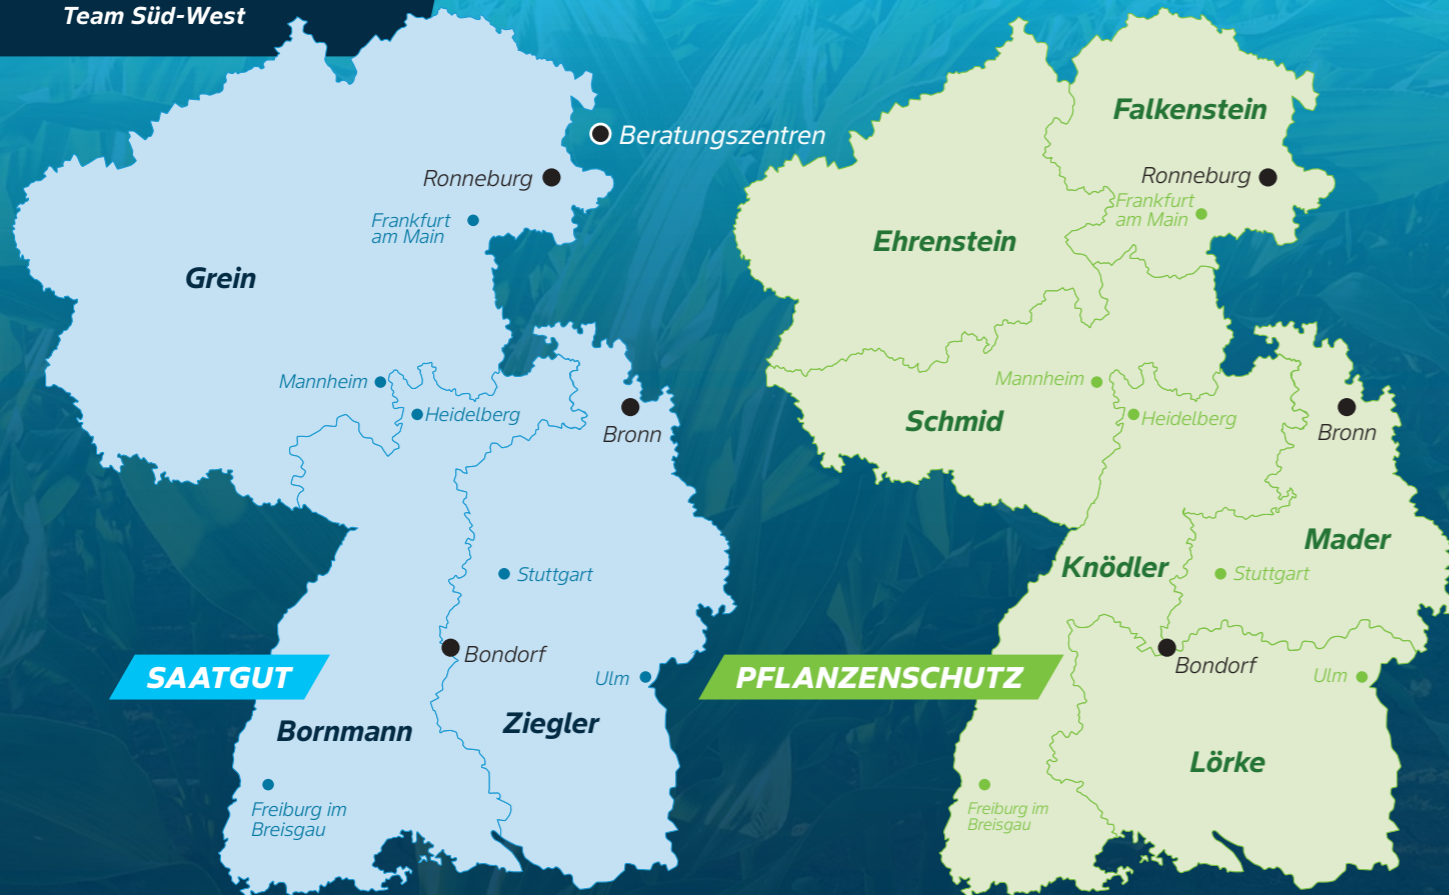 Team Süd-West
Beratungszentren
Ronneburg
Frankfurt
am Main
Grein
Mannheim
Heidelberg
Bronn
Stuttgart
Bondorf
SAATGUT
Ulm
Bornmann
Ziegler
Freiburg im
Breisgau
Falkenstein
Ronneburg
Frankfurt
am Main
Ehrenstein
Mannheim
Schmid
Heidelberg
Bronn
Mader
Knödler
Stuttgart
Bondorf
PFLANZENSCHUTZ
Ulm
Lörke
Freiburg im
Breisgau